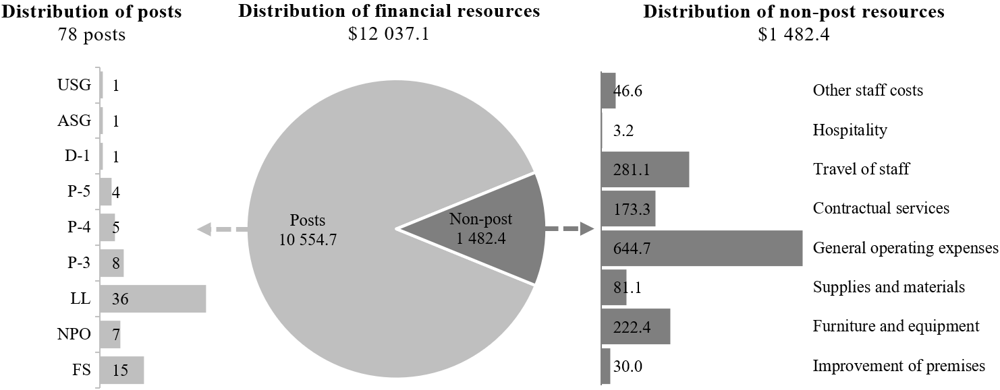 Distribution of posts
78 posts
USG 1
ASG 1
D-1 1
P-5 4
P-4 5
P-3 8
LL 36
NPO 7
FS 15
Distribution of financial resources
$12 037.1
Posts
10 554.7
Non-post
1 482.4
Distribution of non-post resources
$1 482.4
46.6 Other staff costs
3.2 Hospitality
281.1 Travel of staff
173.3 Contractual services
644.7 General operating expenses
81.1 Supplies and materials
222.4 Furniture and equipment
30.0 Improvement of premises